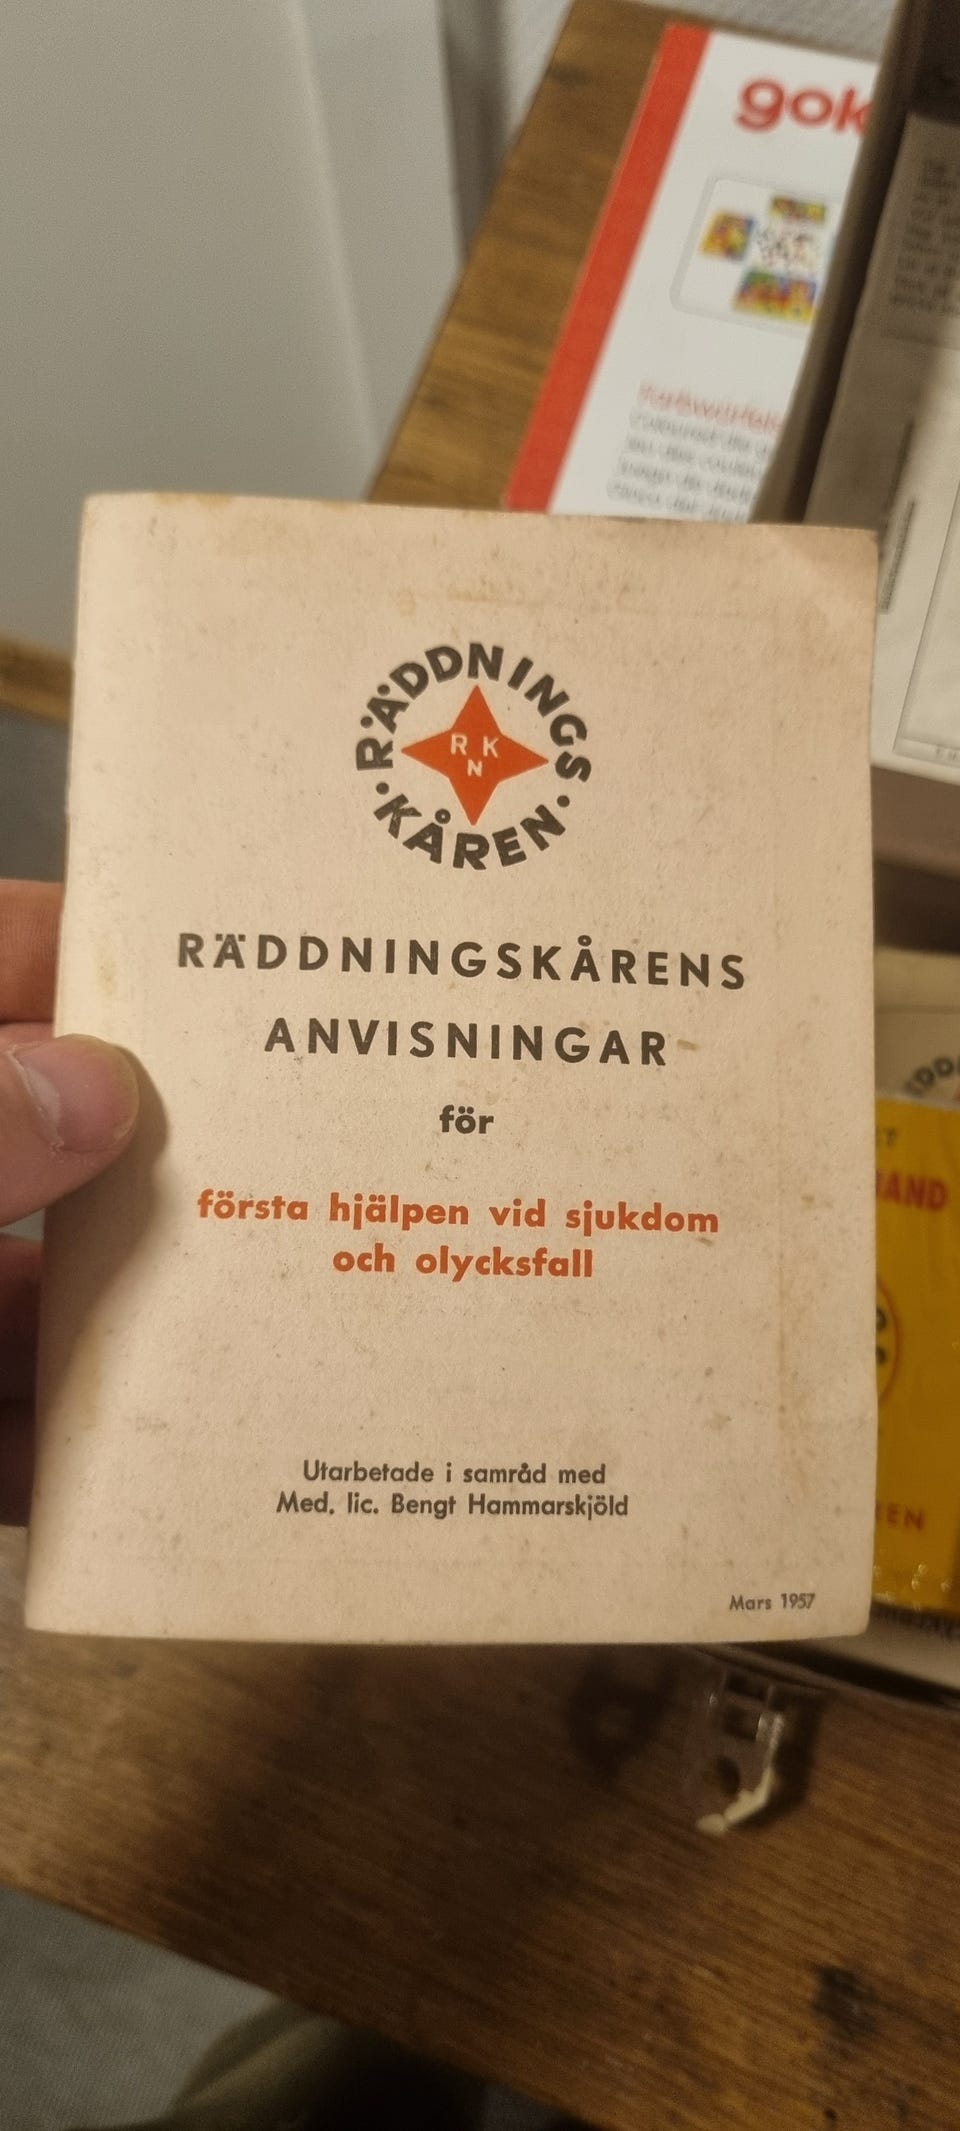 gok
RÄDDNINGS
KÅREN
R K
N
RÄDDNINGSKÅRENS
ANVISNINGAR
för
första hjälpen vid sjukdom
och olycksfall
Utarbetade i samråd med
Med. lic. Bengt Hammarskjöld
Mars 1957